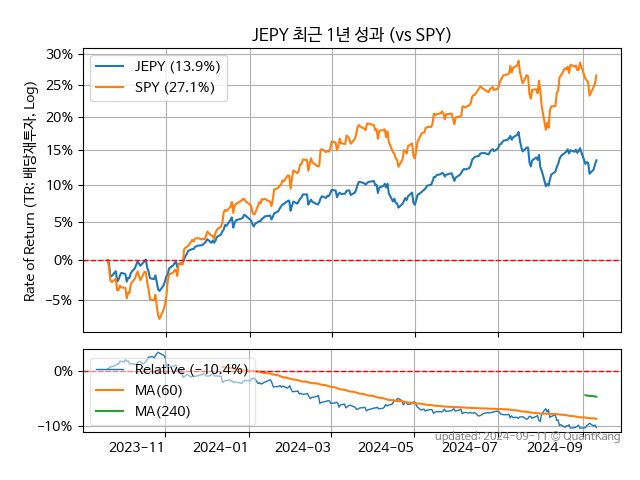 JEPY 최근 1년 성과 (vs SPY)
Rate of Return (TR: 배당재투자, Log)
30%
25%
20%
15%
10%
5%
0%
−5%
JEPY (13.9%)
SPY (27.1%)
0%
−10%
Relative (−10.4%)
MA(60)
MA(240)
2023−11
2024−01
2024−03
2024−05
2024−07
2024−09
updated: 2024-09-11 © QuantKang